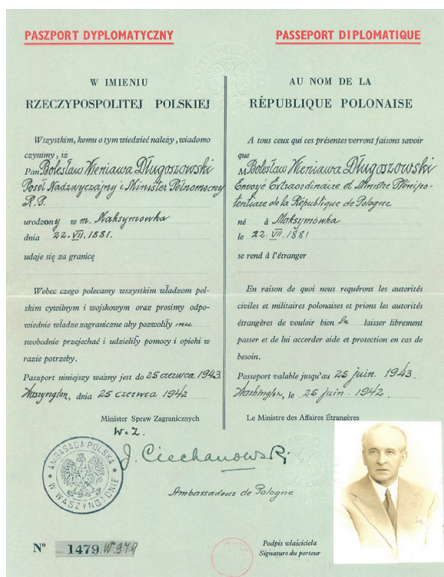 PASZPORT DYPLOMATYCZNY
W IMIENIU
RZECZYPOSPOLITEJ POLSKIEJ
Wszystkim, komu o tym wiedzieć należy, wiadomo
czynimy, iż
Pan Bolesław Wieniawa Długoszowski
Poseł Nadzwyczajny i Minister Pełnomocny
R.P.
urodzony w m. Maksymówka
dnia 22. VII. 1881.
udaje się za granicę
Wobec czego polecamy wszystkim władzom pol-
skim cywilnym i wojskowym oraz prosimy odpo-
wiednie władze zagraniczne aby pozwoliły mu
swobodnie przejechać i udzieliły pomocy i opieki w
razie potrzeby.
Paszport niniejszy ważny jest do 25 czerwca 1943
Waszyngton, dnia 25 czerwca 1942
Minister Spraw Zagranicznych
w.z.
PASSEPORT DIPLOMATIQUE
AU NOM DE LA
RÉPUBLIQUE POLONAISE
A tous ceux qui ces présentes verront faisons savoir
que
M Bolesław Wieniawa Długoszowski
Envoyé Extraordinaire et Ministre Plénipo-
tentiaire de la République de Pologne
né à Maksymówka
le 22. VII. 1881
se rend à l'étranger
En raison de quoi nous requérons les autorités
civiles et militaires polonaises et prions les autorités
étrangères de vouloir bien le laisser librement
passer et de lui accorder aide et protection en cas de
besoin.
Passeport valable jusqu'au 25 juin. 1943.
Washington, le 25 juin. 1942.
Le Ministre des Affaires Étrangères
J. Ciechanowski
Ambassadeur de Pologne
AMBASADA POLSKA
W WASZYNGTONIE
Nº 1479
Podpis właściciela
Signature du porteur